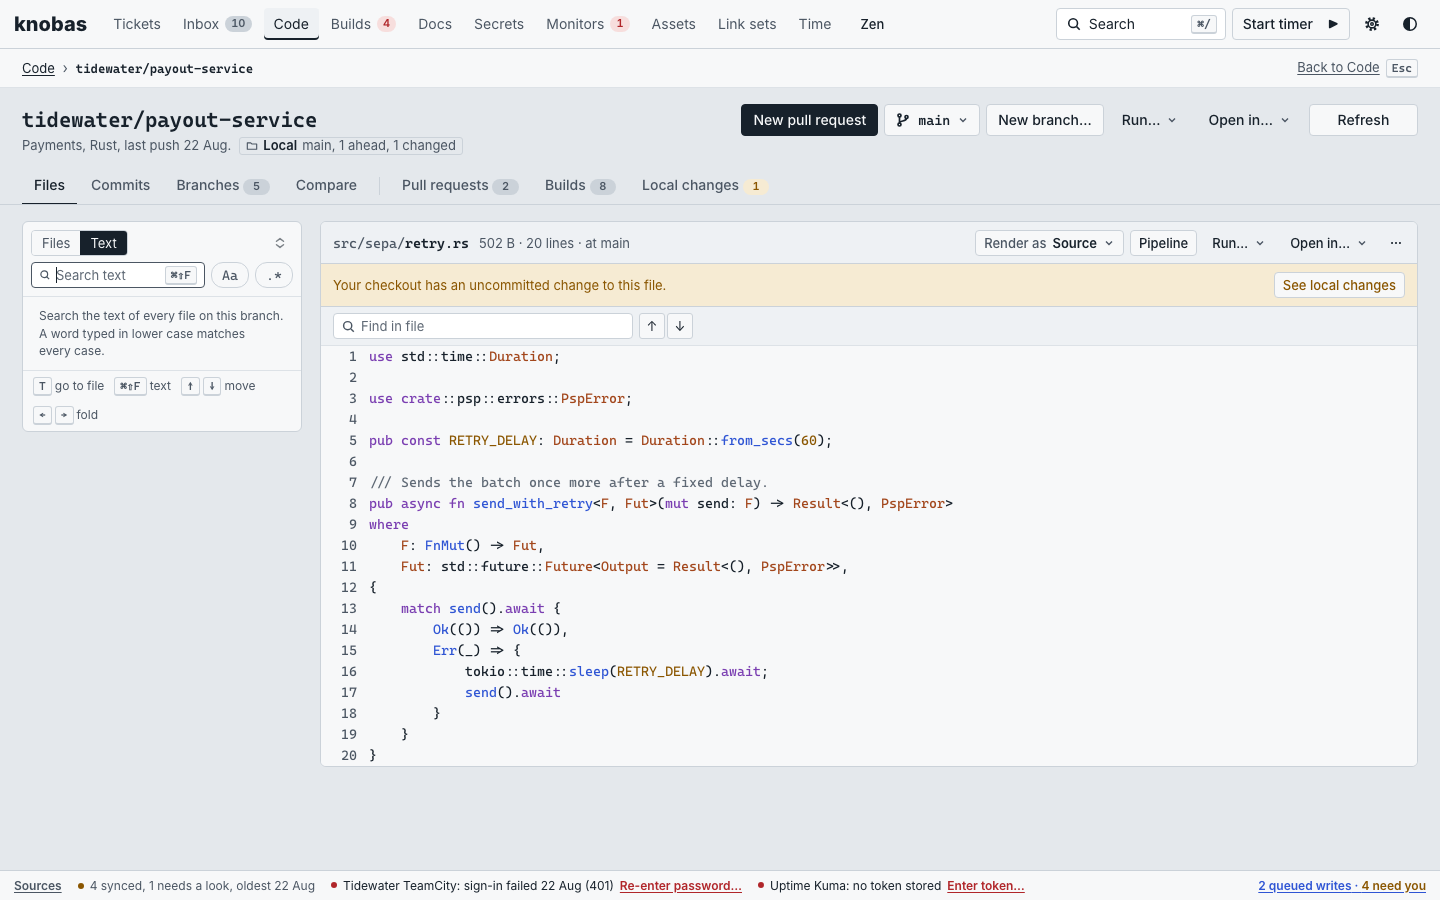 knobas Tickets Inbox 10 Code Builds 4 Docs Secrets Monitors 1 Assets Link sets Time Zen Search ⌘/ Start timer
Code › tidewater/payout-service Back to Code Esc
tidewater/payout-service New pull request main New branch... Run... Open in... Refresh
Payments, Rust, last push 22 Aug. Local main, 1 ahead, 1 changed
Files Commits Branches 5 Compare Pull requests 2 Builds 8 Local changes 1
Files Text
Search text ⌘⇧F Aa .*
Search the text of every file on this branch.
A word typed in lower case matches
every case.
T go to file ⌘⇧F text ↑ ↓ move
← → fold
src/sepa/retry.rs 502 B · 20 lines · at main Render as Source Pipeline Run... Open in... ···
Your checkout has an uncommitted change to this file. See local changes
Find in file ↑ ↓
1 use std::time::Duration;
2
3 use crate::psp::errors::PspError;
4
5 pub const RETRY_DELAY: Duration = Duration::from_secs(60);
6
7 /// Sends the batch once more after a fixed delay.
8 pub async fn send_with_retry<F, Fut>(mut send: F) -> Result<(), PspError>
9 where
10     F: FnMut() -> Fut,
11     Fut: std::future::Future<Output = Result<(), PspError>>,
12 {
13     match send().await {
14         Ok(()) => Ok(()),
15         Err(_) => {
16             tokio::time::sleep(RETRY_DELAY).await;
17             send().await
18         }
19     }
20 }
Sources 4 synced, 1 needs a look, oldest 22 Aug Tidewater TeamCity: sign-in failed 22 Aug (401) Re-enter password... Uptime Kuma: no token stored Enter token... 2 queued writes · 4 need you